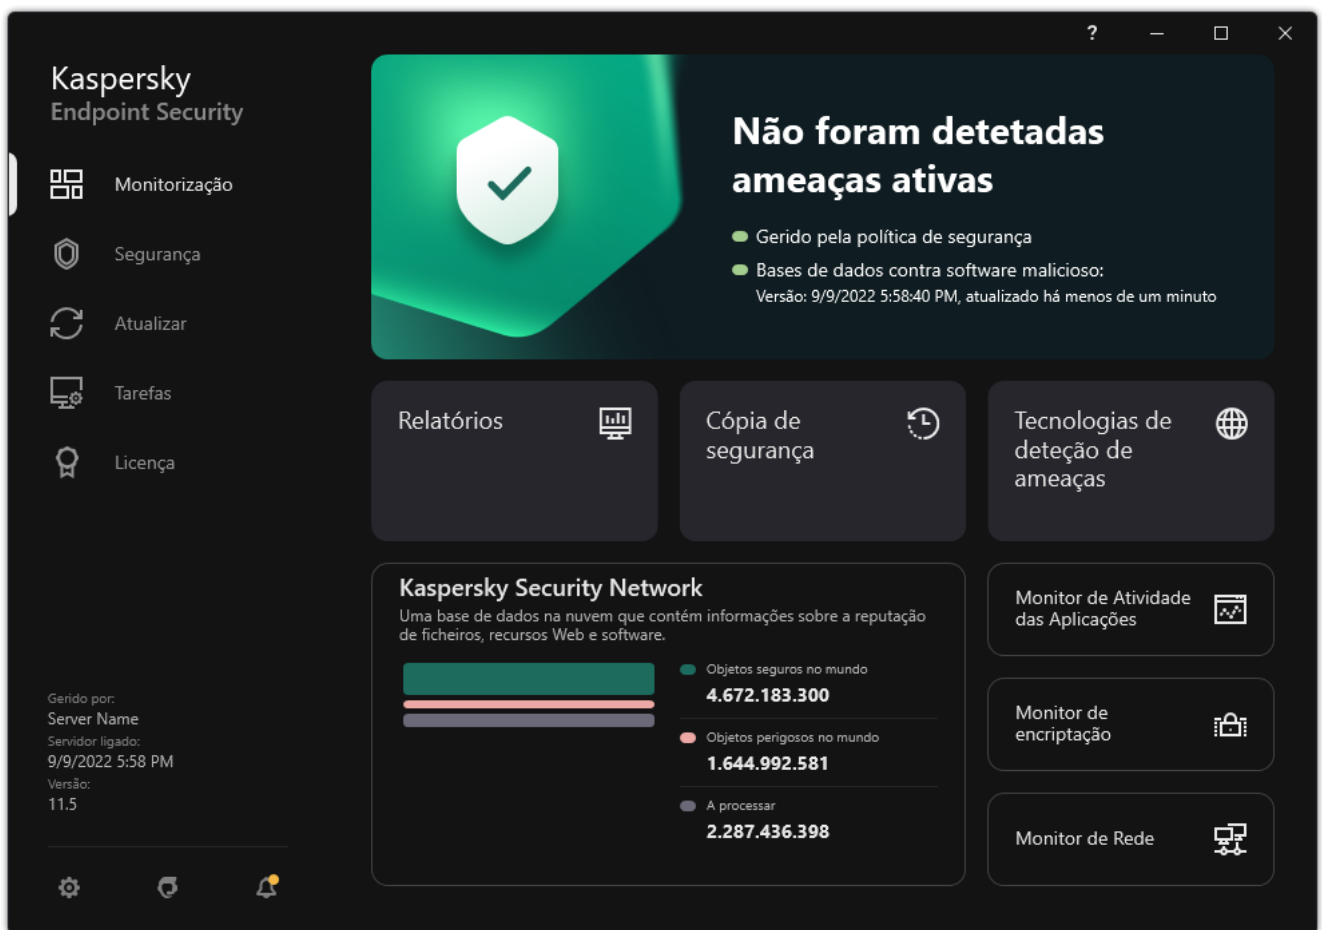 ?
Kaspersky
Endpoint Security
Monitorização
Segurança
Atualizar
Tarefas
Licença
Gerido por:
Server Name
Servidor ligado:
9/9/2022 5:58 PM
Versão:
11.5
Não foram detetadas
ameaças ativas
Gerido pela política de segurança
Bases de dados contra software malicioso:
Versão: 9/9/2022 5:58:40 PM, atualizado há menos de um minuto
Relatórios
Cópia de
segurança
Tecnologias de
deteção de
ameaças
Kaspersky Security Network
Uma base de dados na nuvem que contém informações sobre a reputação
de ficheiros, recursos Web e software.
Objetos seguros no mundo
4.672.183.300
Objetos perigosos no mundo
1.644.992.581
A processar
2.287.436.398
Monitor de Atividade
das Aplicações
Monitor de
encriptação
Monitor de Rede